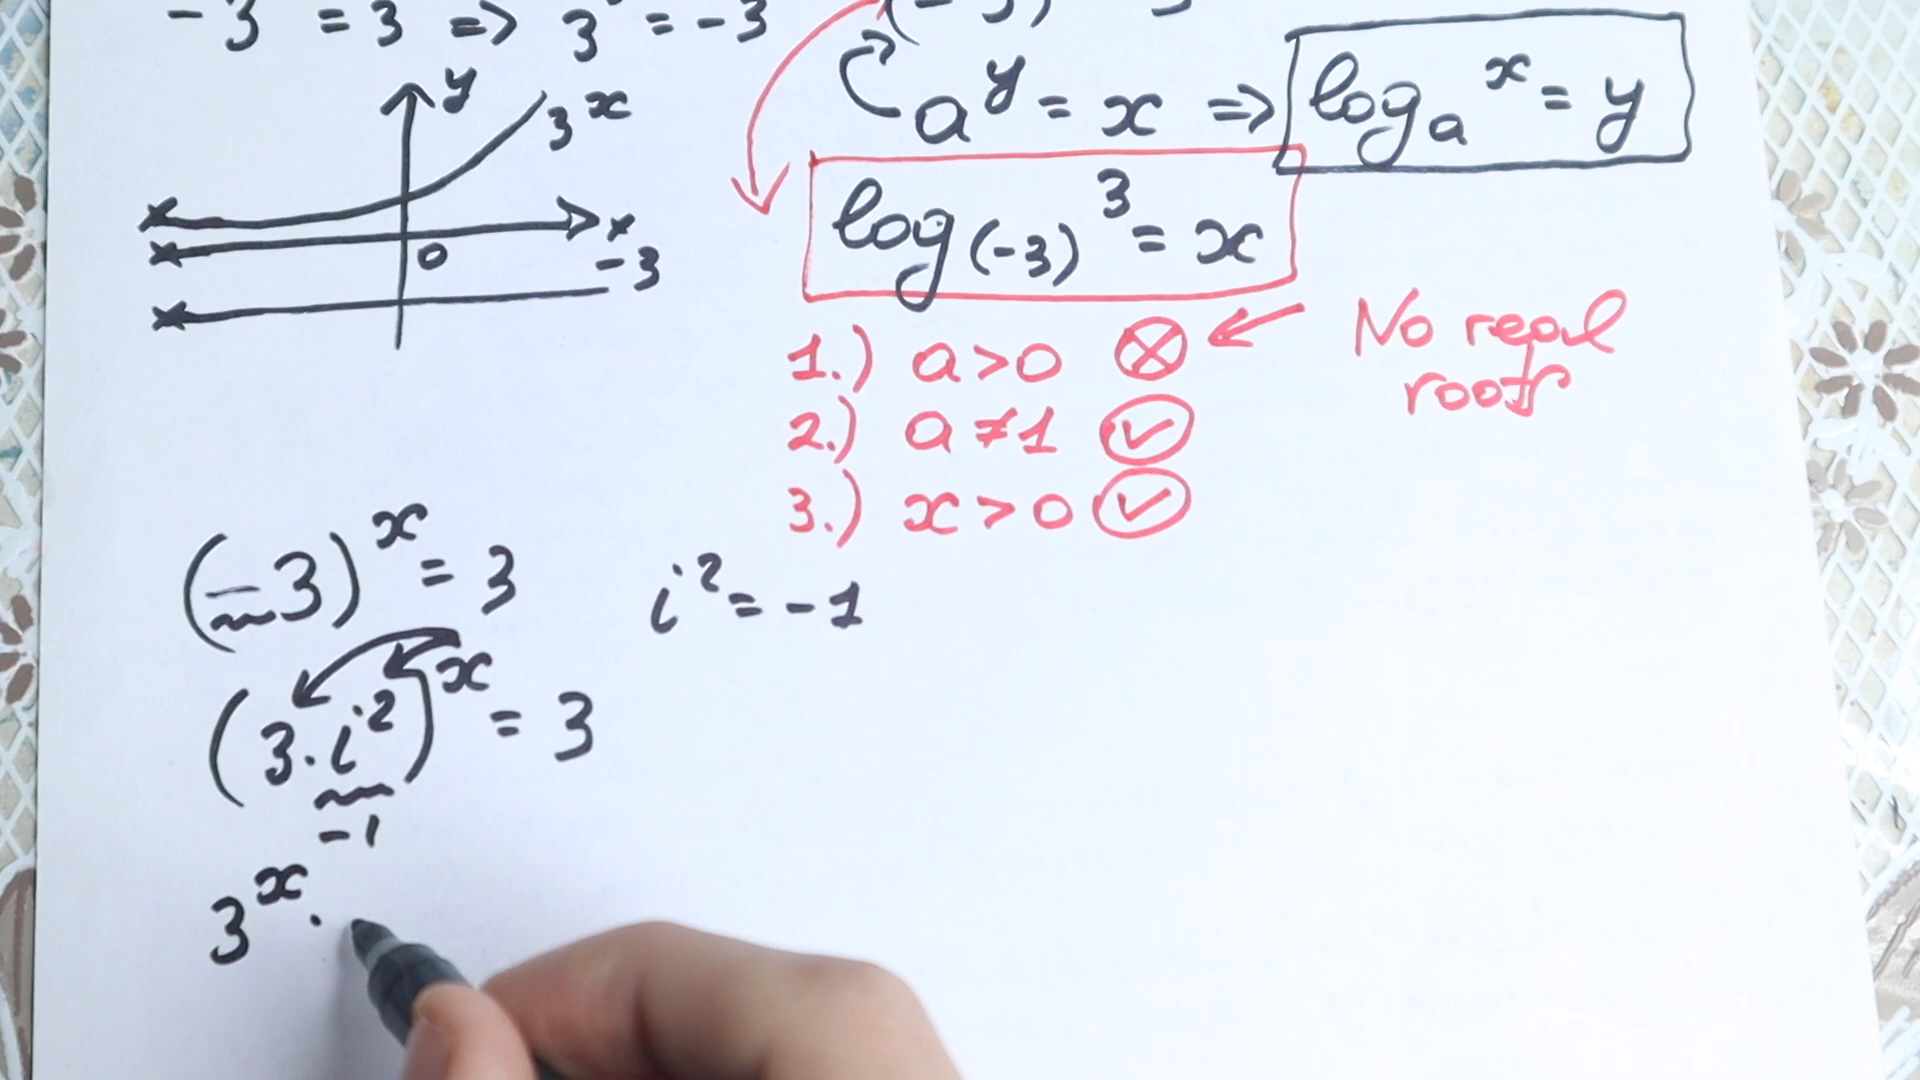 -3 = 3 => 3 = -3
(-3)
y
3^x
x
0
-3
a^y = x => log_a^x = y
log_(-3)^3 = x
1.) a>0
No real
roots
2.) a≠1
3.) x>0
(-3)^x = 3
i^2 = -1
(3·i^2)^x = 3
-1
3^x·